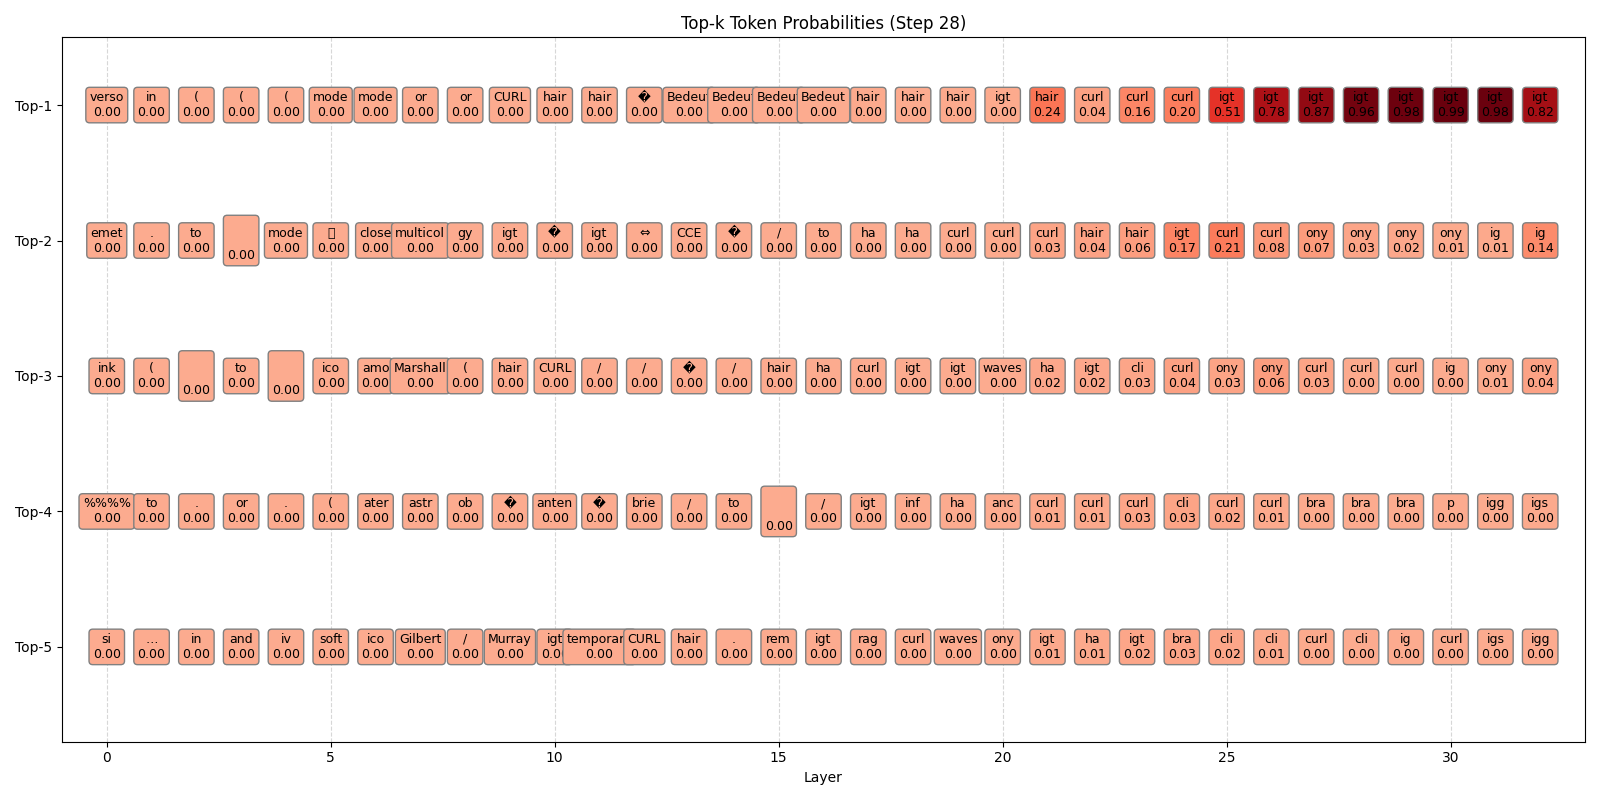 Top-k Token Probabilities (Step 28)
Top-1
verso in ( ( ( mode mode or or CURL hair hair � Bedeut Bedeut Bedeut Bedeut hair hair hair igt hair curl curl curl igt igt igt igt igt igt igt igt
0.00 0.00 0.00 0.00 0.00 0.00 0.00 0.00 0.00 0.00 0.00 0.00 0.00 0.00 0.00 0.00 0.00 0.00 0.00 0.00 0.00 0.24 0.04 0.16 0.20 0.51 0.78 0.87 0.96 0.98 0.99 0.98 0.82
Top-2
emet . to mode close multicol gy igt � igt ⇔ CCE � / to ha ha curl curl curl hair hair igt curl curl ony ony ony ony ig ig
0.00 0.00 0.00 0.00 0.00 0.00 0.00 0.00 0.00 0.00 0.00 0.00 0.00 0.00 0.00 0.00 0.00 0.00 0.00 0.00 0.00 0.03 0.04 0.06 0.17 0.21 0.08 0.07 0.03 0.02 0.01 0.01 0.14
Top-3
ink ( to ico amo Marshall ( hair CURL / / � / hair ha curl igt igt waves ha igt cli curl ony ony curl curl curl ig ony ony
0.00 0.00 0.00 0.00 0.00 0.00 0.00 0.00 0.00 0.00 0.00 0.00 0.00 0.00 0.00 0.00 0.00 0.00 0.00 0.00 0.00 0.02 0.02 0.03 0.04 0.03 0.06 0.03 0.00 0.00 0.00 0.01 0.04
Top-4
%%%% to . or . ( ater astr ob � anten � brie / to / igt inf ha anc curl curl curl cli curl curl bra bra bra p igg igs
0.00 0.00 0.00 0.00 0.00 0.00 0.00 0.00 0.00 0.00 0.00 0.00 0.00 0.00 0.00 0.00 0.00 0.00 0.00 0.00 0.00 0.01 0.01 0.03 0.03 0.02 0.01 0.00 0.00 0.00 0.00 0.00 0.00
Top-5
si ... in and iv soft ico Gilbert / Murray igt temporar CURL hair . rem igt rag curl waves ony igt ha igt bra cli cli curl cli ig curl igs igg
0.00 0.00 0.00 0.00 0.00 0.00 0.00 0.00 0.00 0.00 0.00 0.00 0.00 0.00 0.00 0.00 0.00 0.00 0.00 0.00 0.00 0.01 0.01 0.02 0.03 0.02 0.01 0.00 0.00 0.00 0.00 0.00 0.00
0 5 10 15 20 25 30
Layer